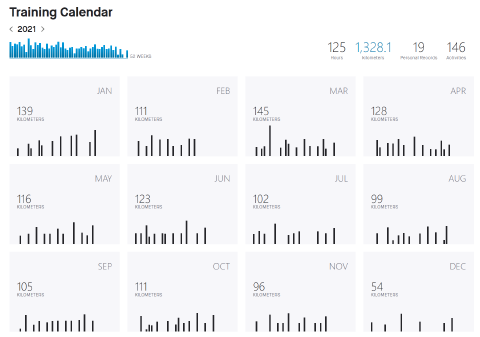 Training Calendar
< 2021 >
52 WEEKS
125 1,328.1 19 146
Hours Kilometers Personal Records Activities
JAN FEB MAR APR
139 111 145 128
KILOMETERS KILOMETERS KILOMETERS KILOMETERS
MAY JUN JUL AUG
116 123 102 99
KILOMETERS KILOMETERS KILOMETERS KILOMETERS
SEP OCT NOV DEC
105 111 96 54
KILOMETERS KILOMETERS KILOMETERS KILOMETERS